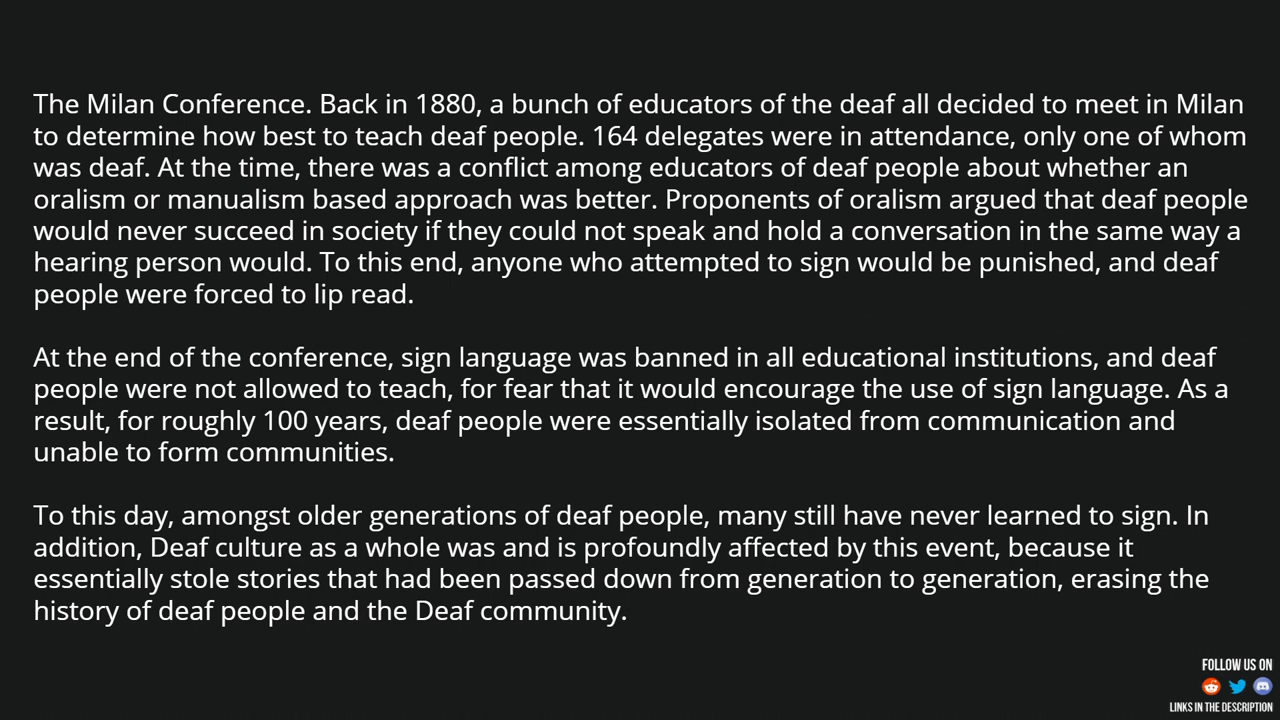 The Milan Conference. Back in 1880, a bunch of educators of the deaf all decided to meet in Milan
to determine how best to teach deaf people. 164 delegates were in attendance, only one of whom
was deaf. At the time, there was a conflict among educators of deaf people about whether an
oralism or manualism based approach was better. Proponents of oralism argued that deaf people
would never succeed in society if they could not speak and hold a conversation in the same way a
hearing person would. To this end, anyone who attempted to sign would be punished, and deaf
people were forced to lip read.
At the end of the conference, sign language was banned in all educational institutions, and deaf
people were not allowed to teach, for fear that it would encourage the use of sign language. As a
result, for roughly 100 years, deaf people were essentially isolated from communication and
unable to form communities.
To this day, amongst older generations of deaf people, many still have never learned to sign. In
addition, Deaf culture as a whole was and is profoundly affected by this event, because it
essentially stole stories that had been passed down from generation to generation, erasing the
history of deaf people and the Deaf community.
FOLLOW US ON
LINKS IN THE DESCRIPTION